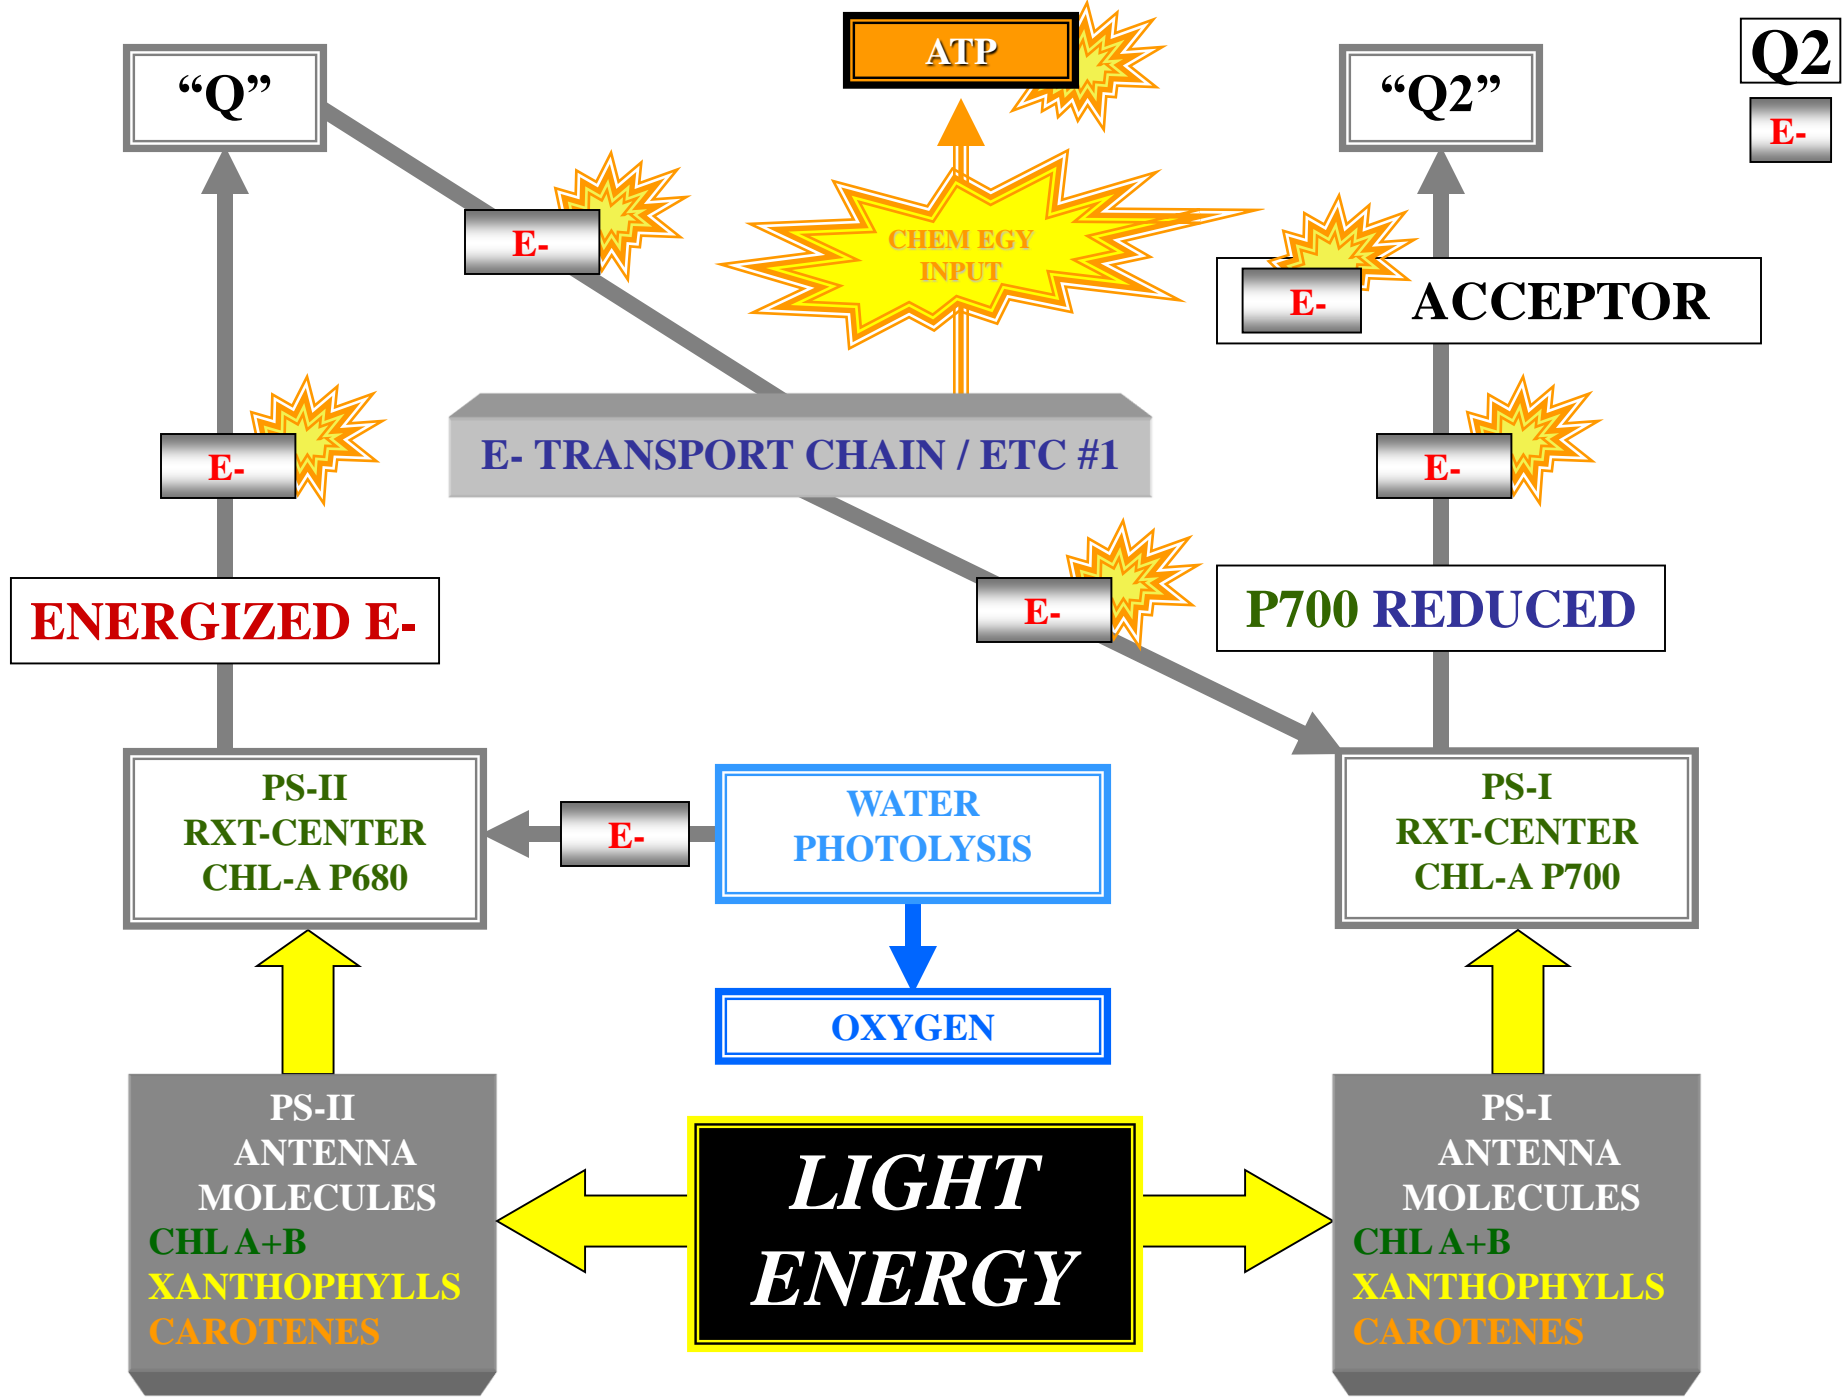 “Q”
ATP
“Q2”
Q2
E-
E-
CHEM EGY
INPUT
E-
ACCEPTOR
E-
E- TRANSPORT CHAIN / ETC #1
E-
ENERGIZED E-
E-
P700 REDUCED
PS-II
RXT-CENTER
CHL-A P680
E-
WATER
PHOTOLYSIS
PS-I
RXT-CENTER
CHL-A P700
OXYGEN
PS-II
ANTENNA
MOLECULES
CHL A+B
XANTHOPHYLLS
CAROTENES
LIGHT
ENERGY
PS-I
ANTENNA
MOLECULES
CHL A+B
XANTHOPHYLLS
CAROTENES